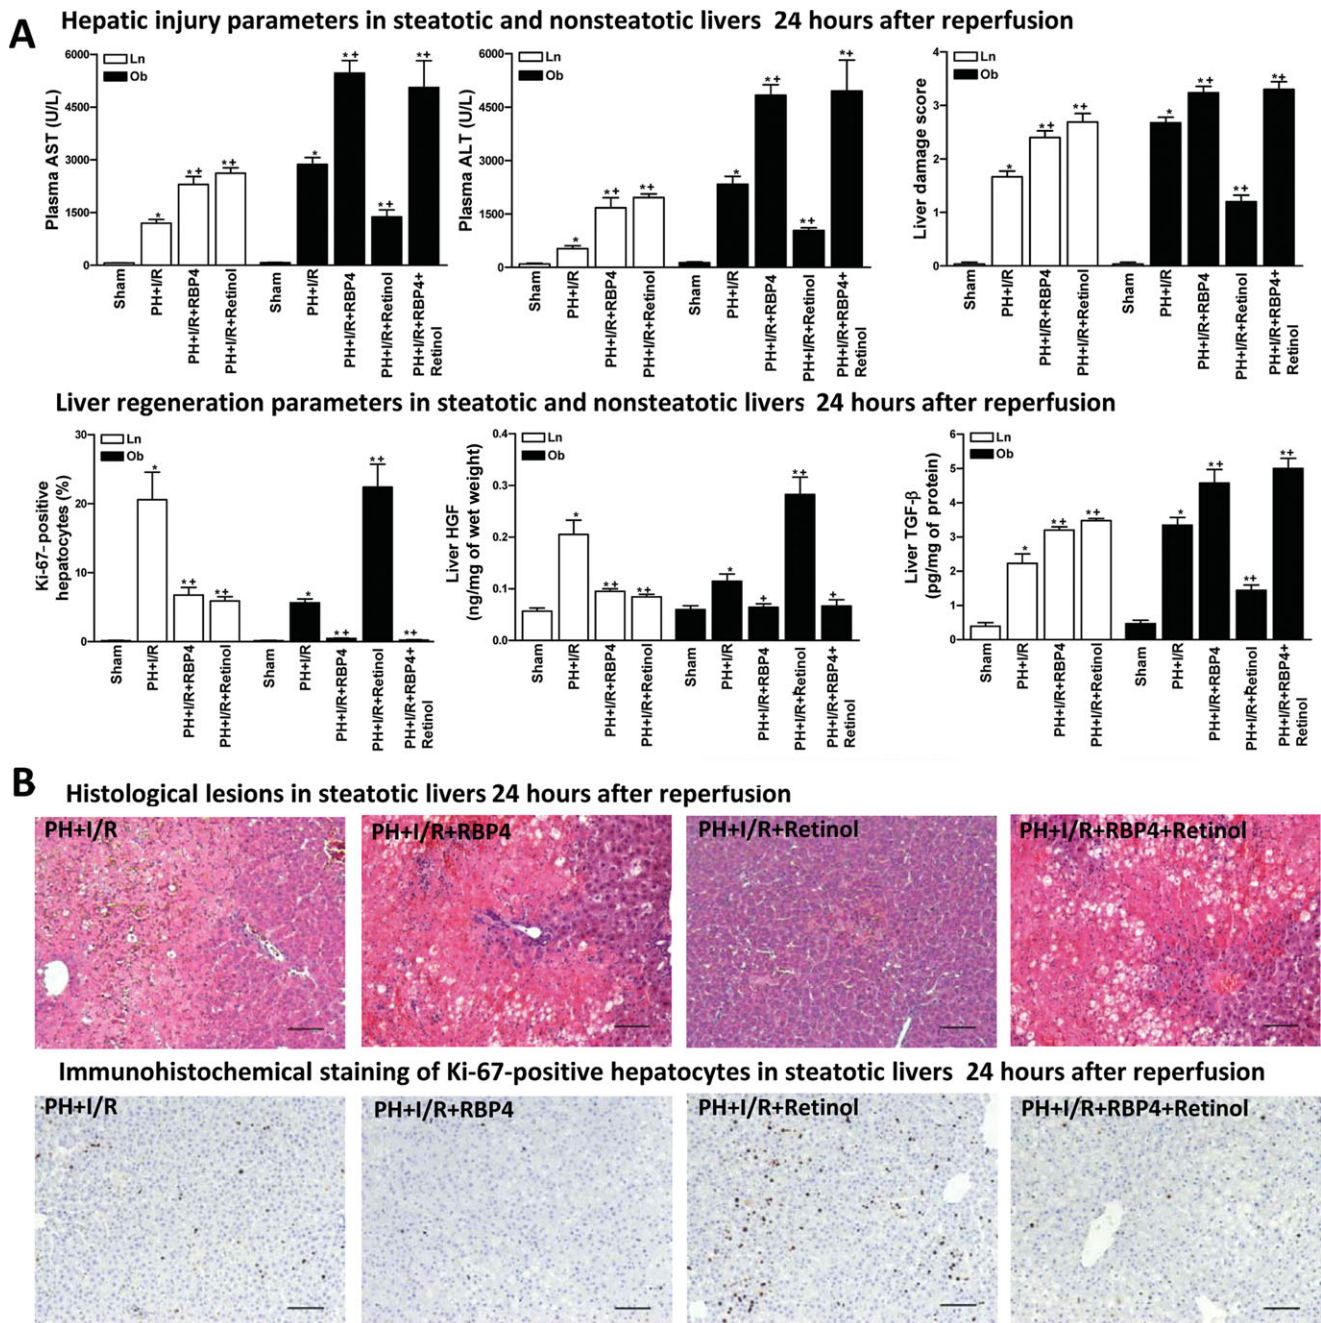 A
Hepatic injury parameters in steatotic and nonsteatotic livers 24 hours after reperfusion
Plasma AST (U/L)
6000
4500
3000
1500
0
Ln
Ob
*
*+
*+
*
*+
*+
*+
Sham
PH+I/R
PH+I/R+RBP4
PH+I/R+Retinol
Sham
PH+I/R
PH+I/R+RBP4
PH+I/R+Retinol
PH+I/R+RBP4+
Retinol
Plasma ALT (U/L)
6000
4500
3000
1500
0
Ln
Ob
*
*+
*+
*
*+
*+
*+
Sham
PH+I/R
PH+I/R+RBP4
PH+I/R+Retinol
Sham
PH+I/R
PH+I/R+RBP4
PH+I/R+Retinol
PH+I/R+RBP4+
Retinol
Liver damage score
4
3
2
1
0
Ln
Ob
*
*+
*+
*
*+
*+
*+
Sham
PH+I/R
PH+I/R+RBP4
PH+I/R+Retinol
Sham
PH+I/R
PH+I/R+RBP4
PH+I/R+Retinol
PH+I/R+RBP4+
Retinol
Liver regeneration parameters in steatotic and nonsteatotic livers 24 hours after reperfusion
Ki-67-positive
hepatocytes (%)
30
20
10
0
Ln
Ob
*
*+
*+
*
*+
*+
*+
Sham
PH+I/R
PH+I/R+RBP4
PH+I/R+Retinol
Sham
PH+I/R
PH+I/R+RBP4
PH+I/R+Retinol
PH+I/R+RBP4+
Retinol
Liver HGF
(ng/mg of wet weight)
0.4
0.3
0.2
0.1
0.0
Ln
Ob
*
*+
*+
*
+
*+
+
Sham
PH+I/R
PH+I/R+RBP4
PH+I/R+Retinol
Sham
PH+I/R
PH+I/R+RBP4
PH+I/R+Retinol
PH+I/R+RBP4+
Retinol
Liver TGF-β
(pg/mg of protein)
6
5
4
3
2
1
0
Ln
Ob
*
*+
*+
*
*+
*+
*+
Sham
PH+I/R
PH+I/R+RBP4
PH+I/R+Retinol
Sham
PH+I/R
PH+I/R+RBP4
PH+I/R+Retinol
PH+I/R+RBP4+
Retinol
B
Histological lesions in steatotic livers 24 hours after reperfusion
PH+I/R
PH+I/R+RBP4
PH+I/R+Retinol
PH+I/R+RBP4+Retinol
Immunohistochemical staining of Ki-67-positive hepatocytes in steatotic livers 24 hours after reperfusion
PH+I/R
PH+I/R+RBP4
PH+I/R+Retinol
PH+I/R+RBP4+Retinol